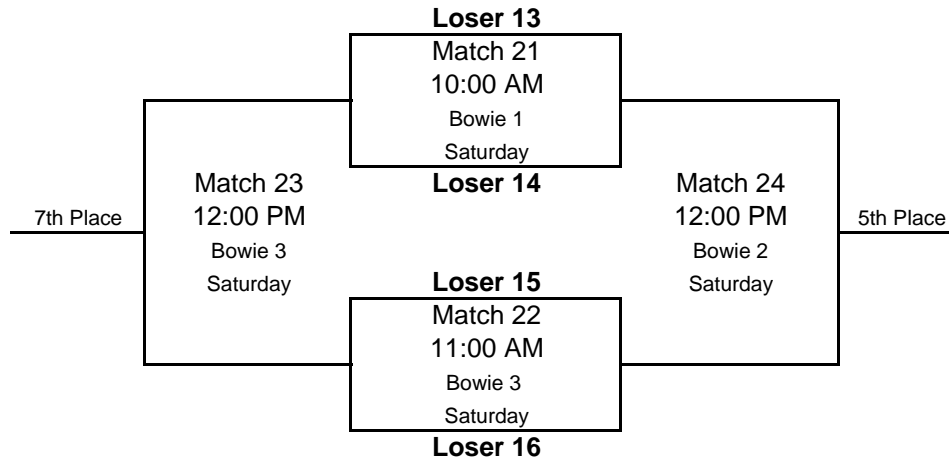 Loser 13
Match 21
10:00 AM
Bowie 1
Saturday
Loser 14
Match 23
12:00 PM
Bowie 3
Saturday
7th Place
Match 24
12:00 PM
Bowie 2
Saturday
5th Place
Loser 15
Match 22
11:00 AM
Bowie 3
Saturday
Loser 16